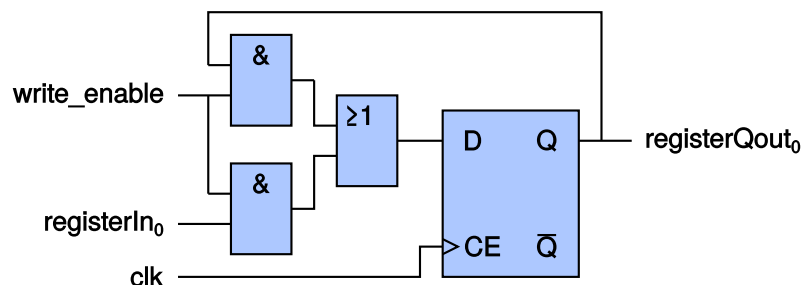 &
write_enable
≥1
D Q
registerQout₀
&
registerIn₀
CE Q̅
clk